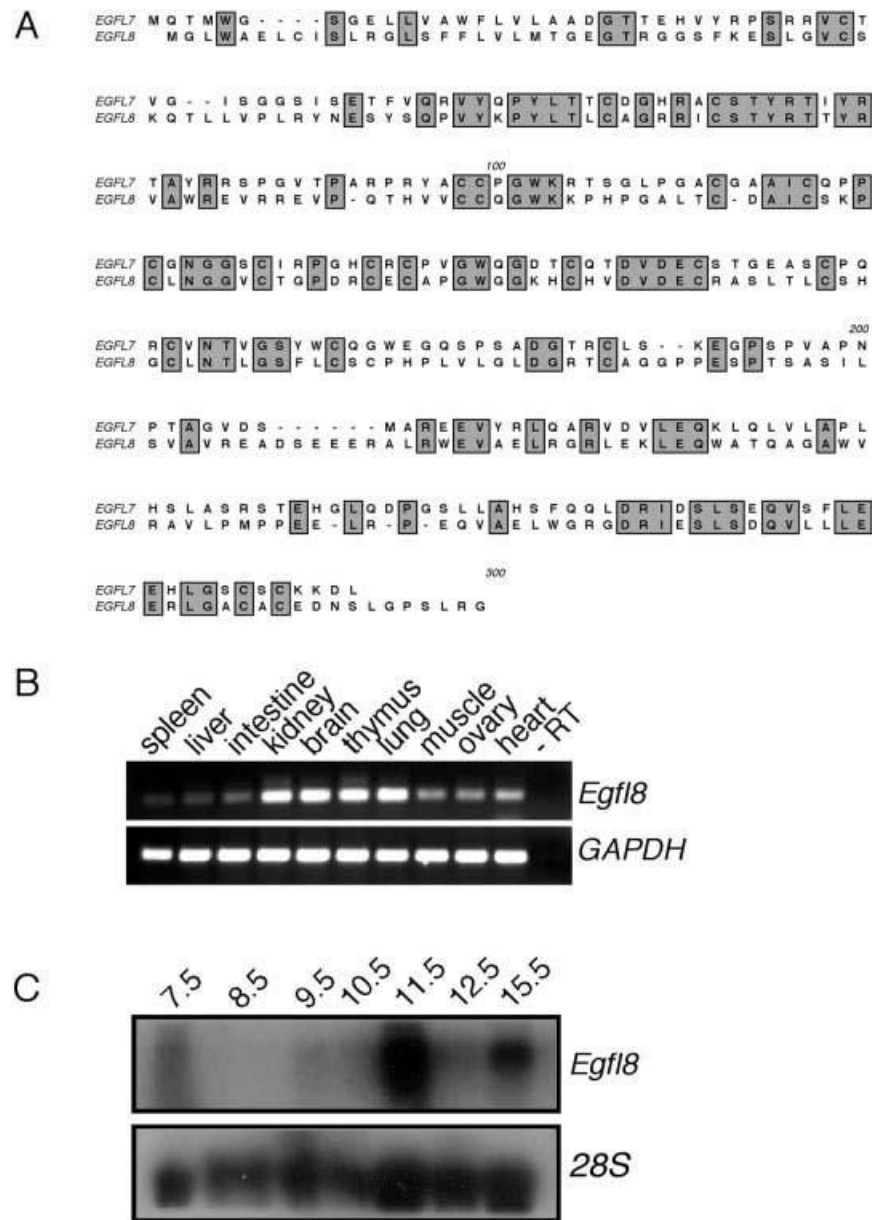 A
EGFL7 M Q T M W G - - - - S G E L L V A W F L V L A A D G T T E H V Y R P S R R V C T
EGFL8 M G L W A E L C I S L R G L S F F L V L M T G E G T R G G S F K E S L G V C S
EGFL7 V G - - I S G G S I S E T F V Q R V Y Q P Y L T T C D G H R A C S T Y R T I Y R
EGFL8 K Q T L L V P L R Y N E S Y S Q P V Y K P Y L T L C A G R R I C S T Y R T T Y R
100
EGFL7 T A Y R R S P G V T P A R P R Y A C C P G W K R T S G L P G A C G A A I C Q P P
EGFL8 V A W R E V R R E V P - Q T H V V C C Q G W K K P H P G A L T C - D A I C S K P
EGFL7 C G N G G S C I R P G H C R C P V G W Q G D T C Q T D V D E C S T G E A S C P Q
EGFL8 C L N G G V C T G P D R C E C A P G W G G K H C H V D V D E C R A S L T L C S H
200
EGFL7 R C V N T V G S Y W C Q G W E G Q S P S A D G T R C L S - - K E G P S P V A P N
EGFL8 G C L N T L G S F L C S C P H P L V L G L D G R T C A G G P P E S P T S A S I L
EGFL7 P T A G V D S - - - - - - M A R E E V Y R L Q A R V D V L E Q K L Q L V L A P L
EGFL8 S V A V R E A D S E E E R A L R W E V A E L R G R L E K L E Q W A T Q A G A W V
EGFL7 H S L A S R S T E H G L Q D P G S L L A H S F Q Q L D R I D S L S E Q V S F L E
EGFL8 R A V L P M P P E E - L R - P - E Q V A E L W G R G D R I E S L S D Q V L L L E
300
EGFL7 E H L G S C S C K K D L
EGFL8 E R L G A C A C E D N S L G P S L R G
B
spleen liver intestine kidney brain thymus lung muscle ovary heart - RT
Egfl8
GAPDH
C
7.5 8.5 9.5 10.5 11.5 12.5 15.5
Egfl8
28S